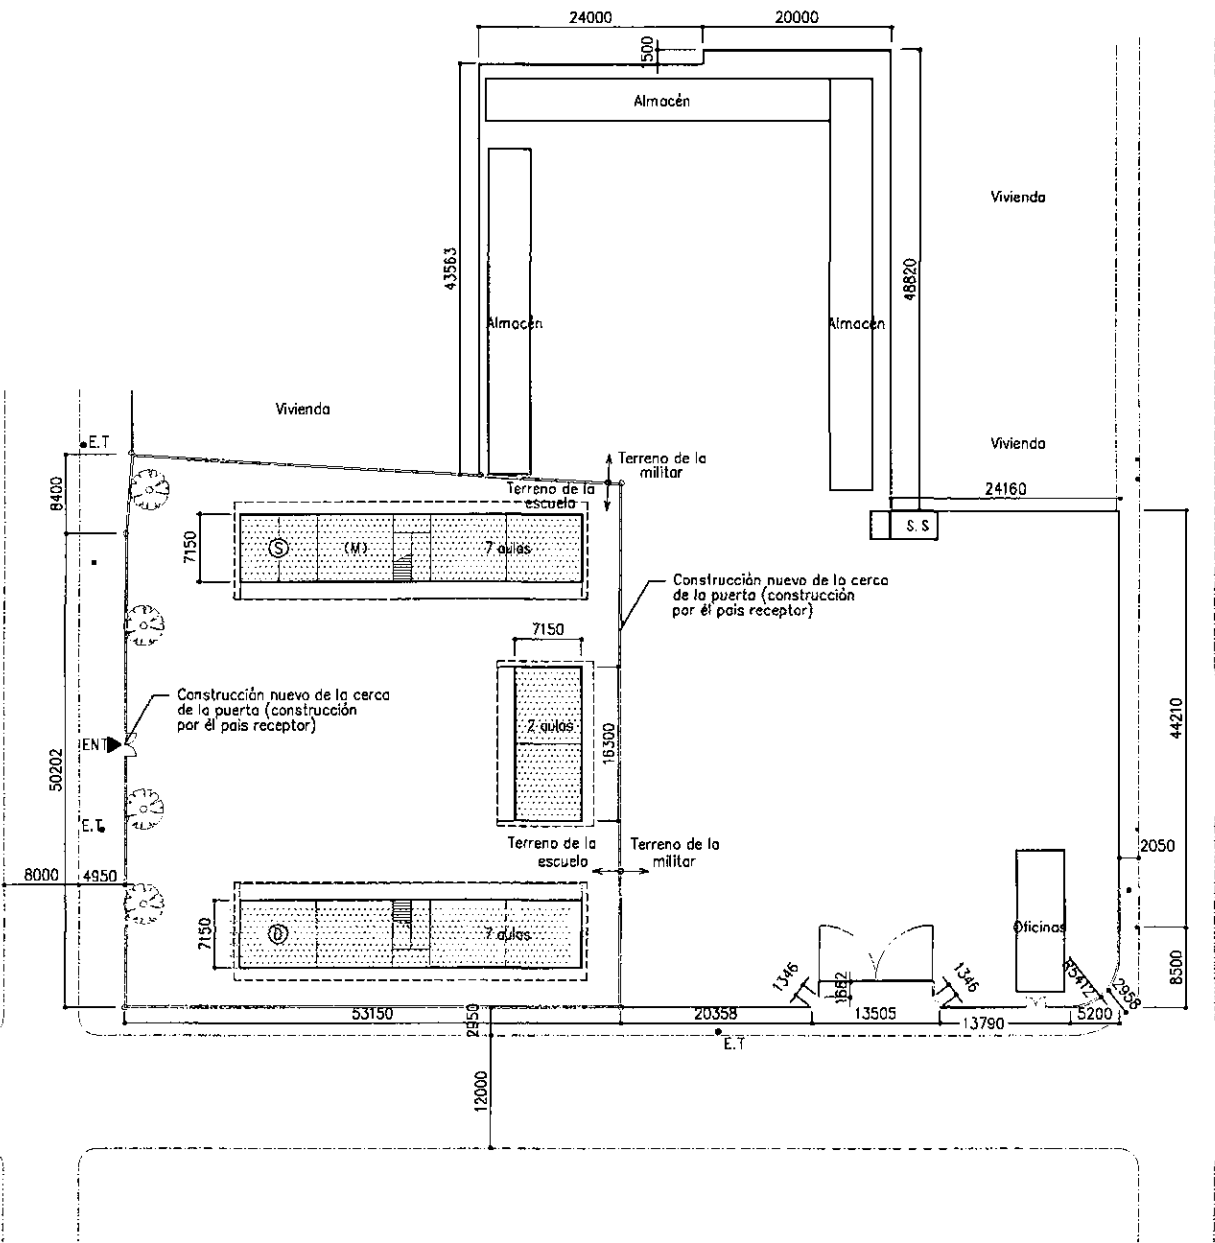 24000
20000
1500
Almacén
43563
48820
Vivienda
Almacén
Almacén
Vivienda
Vivienda
E.T
8400
Terreno de la
militar
Terreno de la
escuela
24160
S.S
7150
S
(M)
7 aulas
Construcción nuevo de la cerca
de la puerta (construcción
por él pais receptor)
7150
Construcción nuevo de la cerca
de la puerta (construcción
por él pais receptor)
2 aulas
16300
44210
ENT
50202
E.T.
Terreno de la
escuela
Terreno de la
militar
2050
8000
4950
7150
D
7 aulas
Oficinas
8500
1346
1662
1346
R5412
2958
53150
2950
20358
13505
13790
5200
E.T
12000